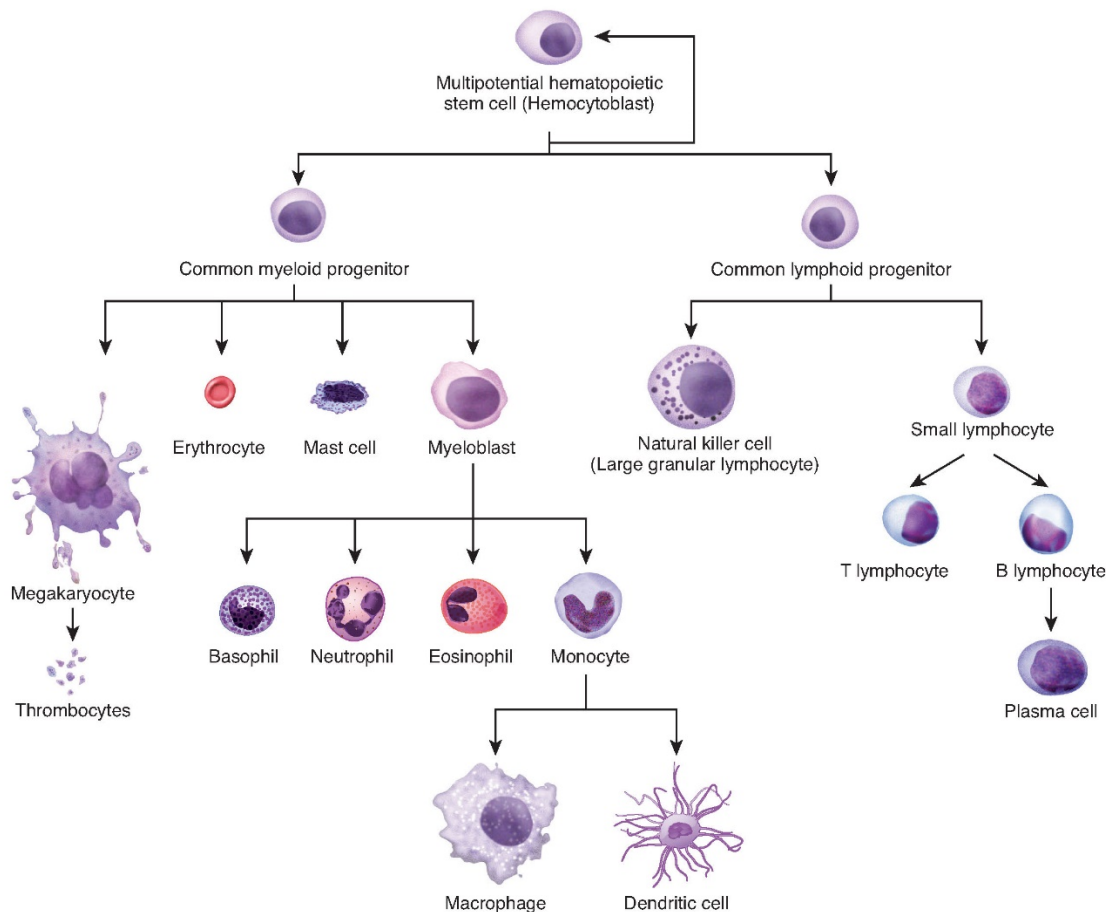 Multipotential hematopoietic
stem cell (Hemocytoblast)
Common myeloid progenitor
Common lymphoid progenitor
Erythrocyte
Mast cell
Myeloblast
Natural killer cell
(Large granular lymphocyte)
Small lymphocyte
Megakaryocyte
T lymphocyte
B lymphocyte
Basophil
Neutrophil
Eosinophil
Monocyte
Thrombocytes
Plasma cell
Macrophage
Dendritic cell